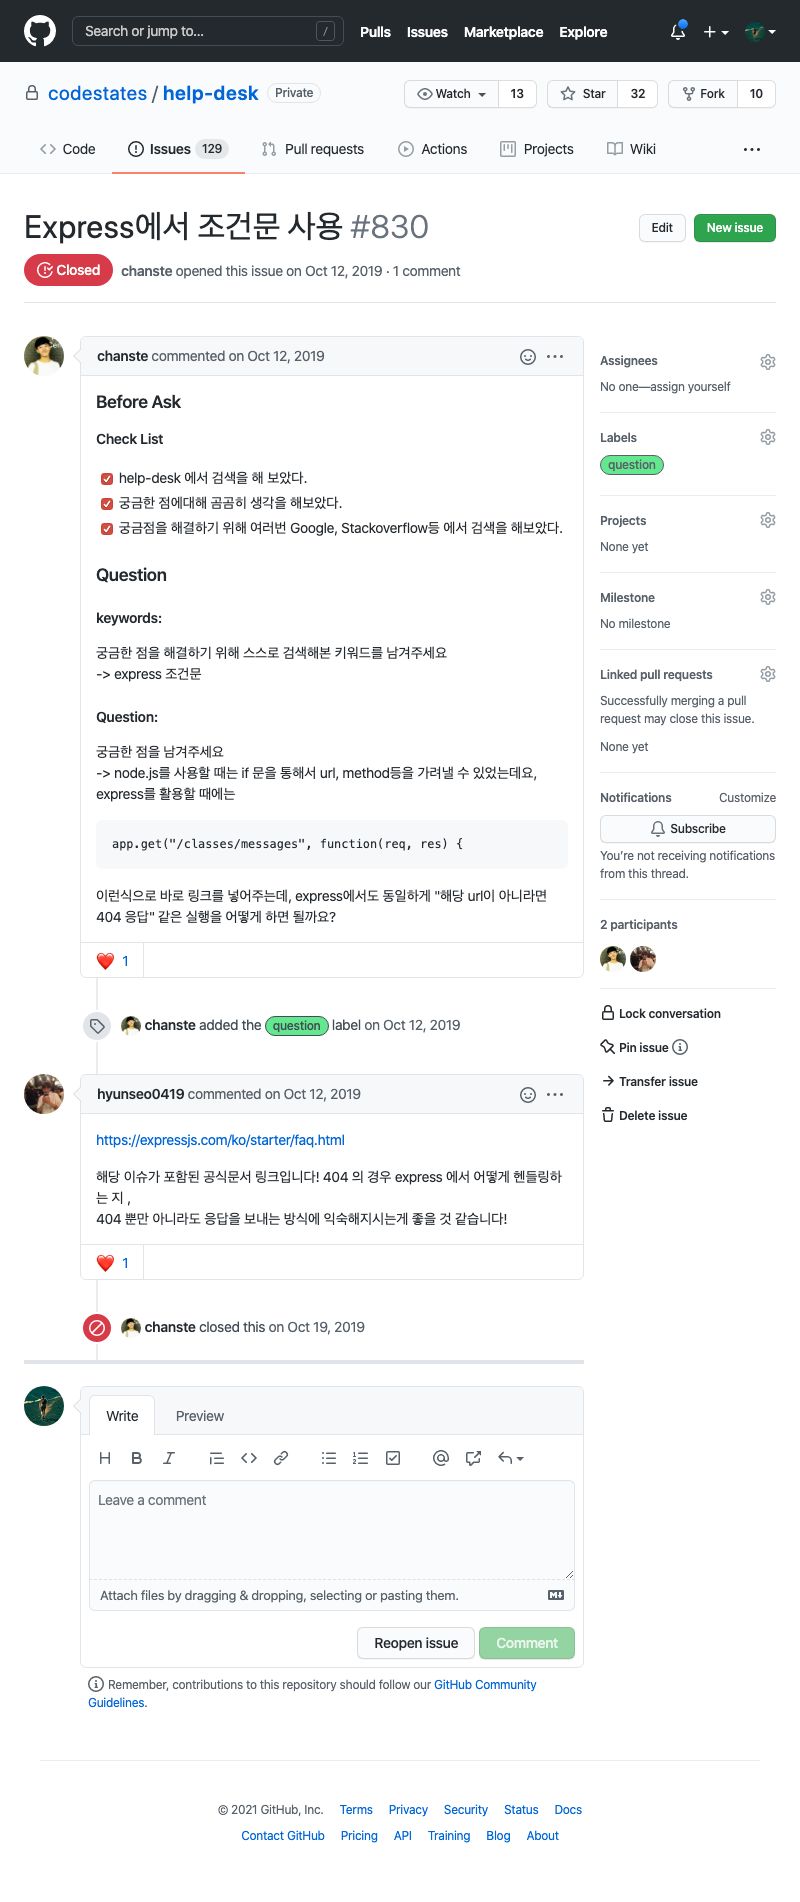 Search or jump to... /
Pulls Issues Marketplace Explore
codestates / help-desk Private
Watch 13 Star 32 Fork 10
Code Issues 129 Pull requests Actions Projects Wiki ...
Express에서 조건문 사용 #830
Edit New issue
Closed chanste opened this issue on Oct 12, 2019 · 1 comment
chanste commented on Oct 12, 2019
Before Ask
Check List
help-desk 에서 검색을 해 보았다.
궁금한 점에대해 곰곰히 생각을 해보았다.
궁금점을 해결하기 위해 여러번 Google, Stackoverflow등 에서 검색을 해보았다.
Question
keywords:
궁금한 점을 해결하기 위해 스스로 검색해본 키워드를 남겨주세요
-> express 조건문
Question:
궁금한 점을 남겨주세요
-> node.js를 사용할 때는 if 문을 통해서 url, method등을 가려낼 수 있었는데요,
express를 활용할 때에는
app.get("/classes/messages", function(req, res) {
이런식으로 바로 링크를 넣어주는데, express에서도 동일하게 "해당 url이 아니라면
404 응답" 같은 실행을 어떻게 하면 될까요?
❤️ 1
chanste added the question label on Oct 12, 2019
hyunseo0419 commented on Oct 12, 2019
https://expressjs.com/ko/starter/faq.html
해당 이슈가 포함된 공식문서 링크입니다! 404 의 경우 express 에서 어떻게 헨들링하
는 지 ,
404 뿐만 아니라도 응답을 보내는 방식에 익숙해지시는게 좋을 것 같습니다!
❤️ 1
chanste closed this on Oct 19, 2019
Write Preview
Leave a comment
Attach files by dragging & dropping, selecting or pasting them.
Reopen issue Comment
Remember, contributions to this repository should follow our GitHub Community
Guidelines.
Assignees
No one—assign yourself
Labels
question
Projects
None yet
Milestone
No milestone
Linked pull requests
Successfully merging a pull
request may close this issue.
None yet
Notifications Customize
Subscribe
You're not receiving notifications
from this thread.
2 participants
Lock conversation
Pin issue
Transfer issue
Delete issue
© 2021 GitHub, Inc. Terms Privacy Security Status Docs
Contact GitHub Pricing API Training Blog About